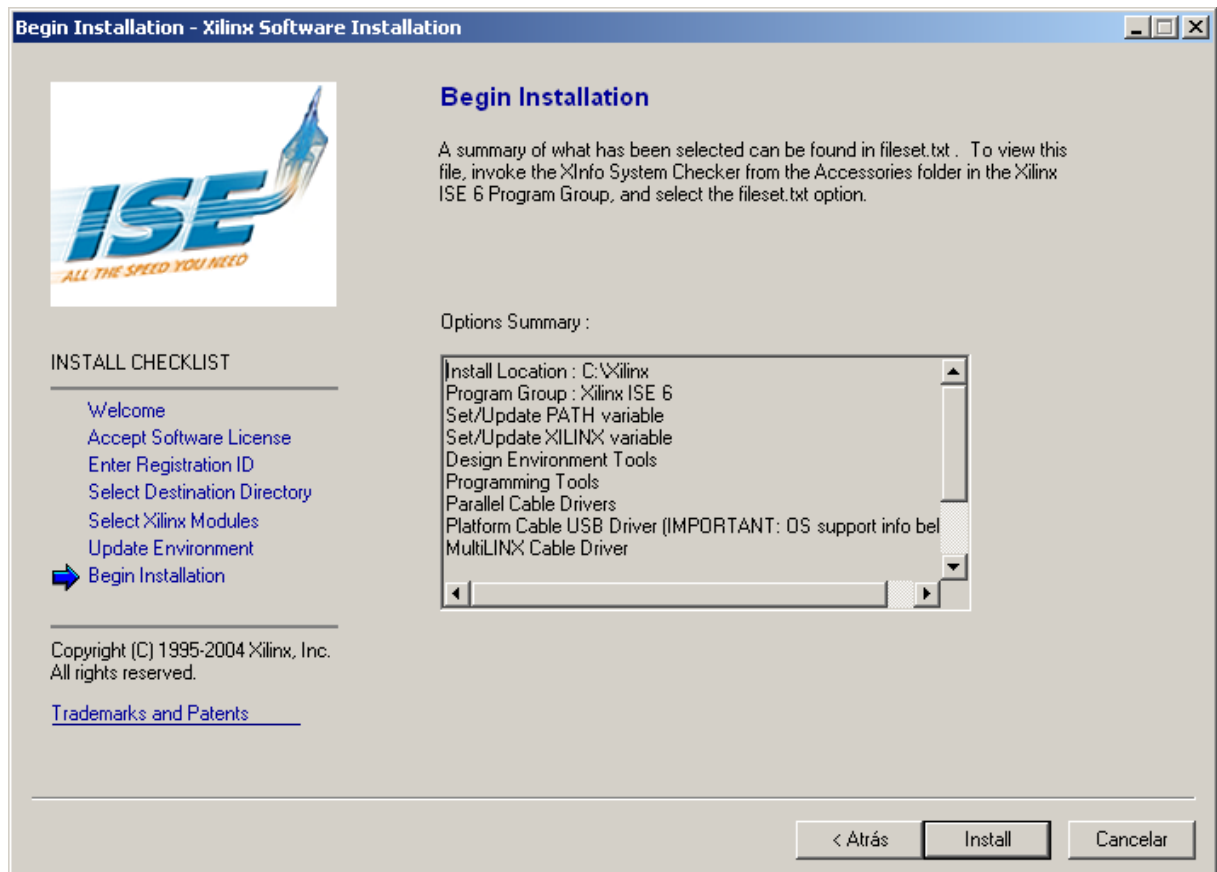 Begin Installation - Xilinx Software Installation
ISE
ALL THE SPEED YOU NEED
Begin Installation
A summary of what has been selected can be found in fileset.txt .  To view this
file, invoke the XInfo System Checker from the Accessories folder in the Xilinx
ISE 6 Program Group, and select the fileset.txt option.
Options Summary :
Install Location : C:\Xilinx
Program Group : Xilinx ISE 6
Set/Update PATH variable
Set/Update XILINX variable
Design Environment Tools
Programming Tools
Parallel Cable Drivers
Platform Cable USB Driver (IMPORTANT: OS support info bel
MultiLINX Cable Driver
INSTALL CHECKLIST
Welcome
Accept Software License
Enter Registration ID
Select Destination Directory
Select Xilinx Modules
Update Environment
Begin Installation
Copyright (C) 1995-2004 Xilinx, Inc.
All rights reserved.
Trademarks and Patents
< Atrás
Install
Cancelar